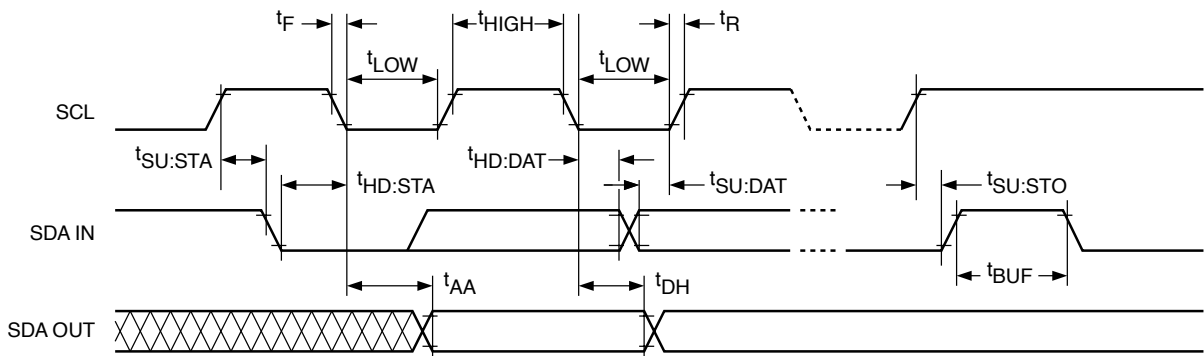 tF
tHIGH
tR
tLOW
tLOW
SCL
tSU:STA
tHD:DAT
tHD:STA
tSU:DAT
tSU:STO
SDA IN
tBUF
tAA
tDH
SDA OUT